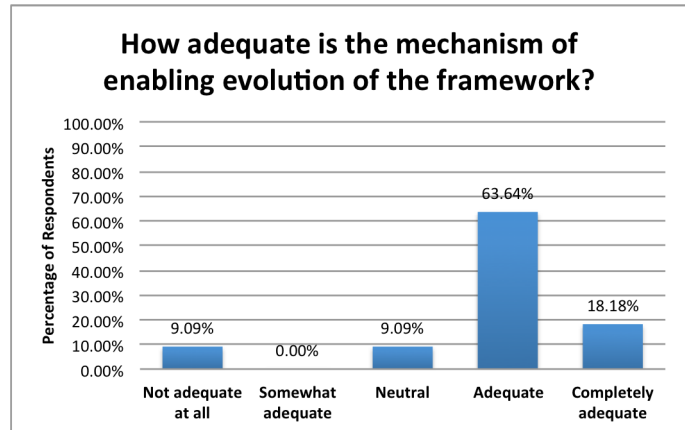 How adequate is the mechanism of
enabling evolution of the framework?
Percentage of Respondents
100.00%
90.00%
80.00%
70.00%
60.00%
50.00%
40.00%
30.00%
20.00%
10.00%
0.00%
9.09%
0.00%
9.09%
63.64%
18.18%
Not adequate
at all
Somewhat
adequate
Neutral
Adequate
Completely
adequate